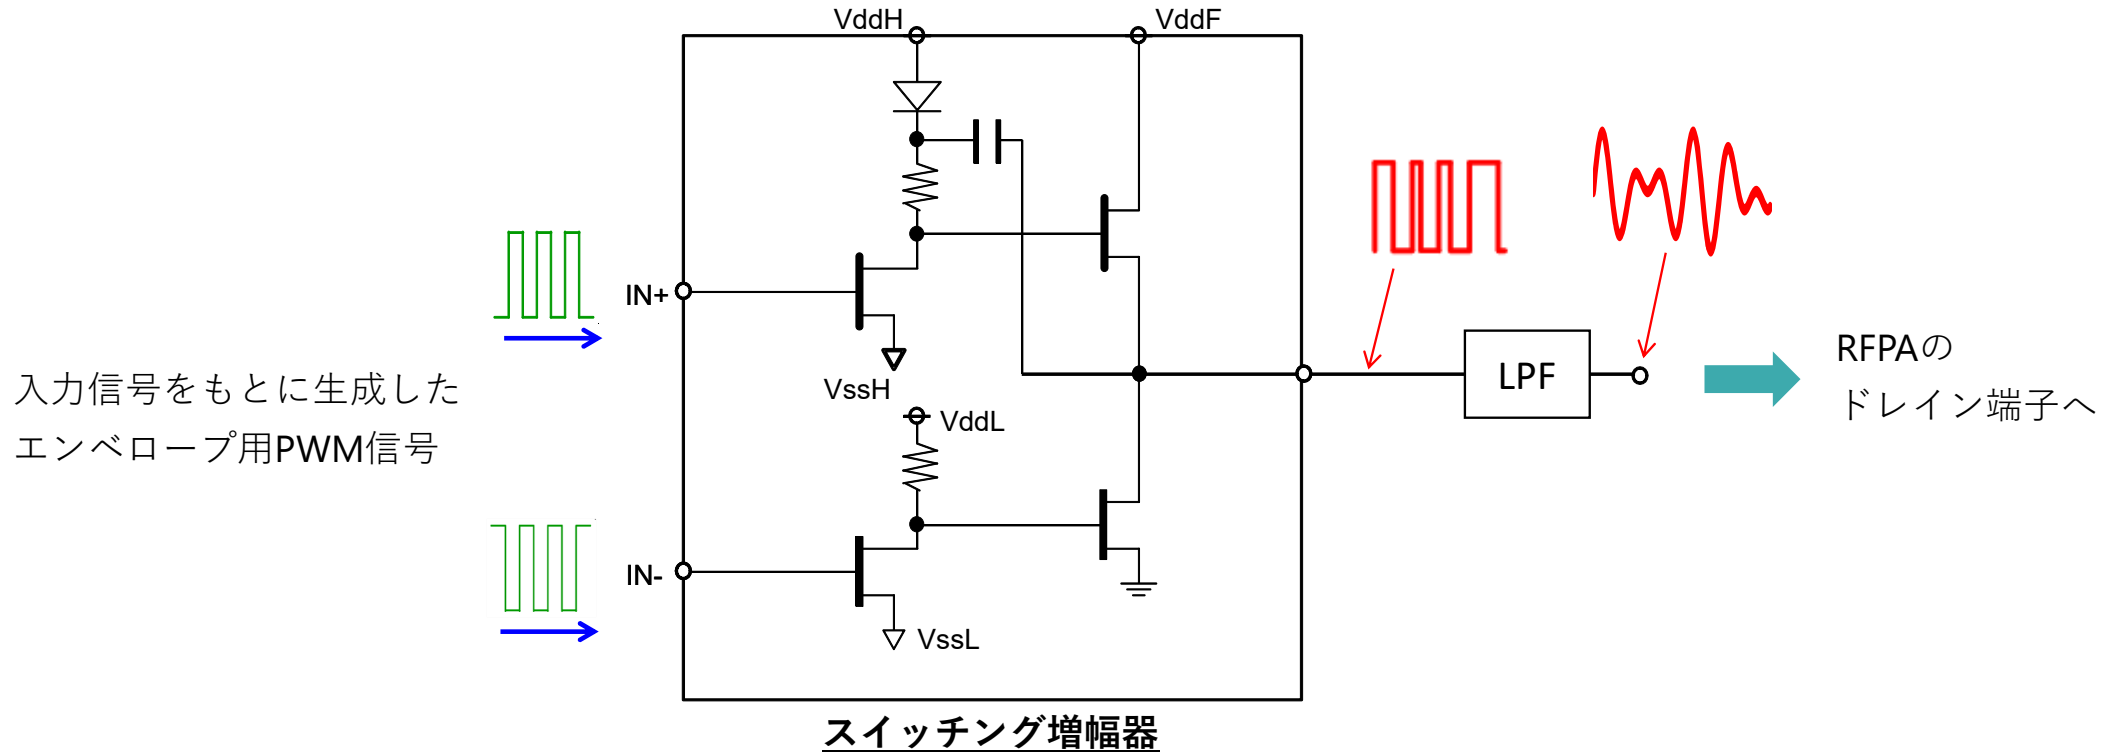 VddH
VddF
IN+
VssH
VddL
入力信号をもとに生成した
エンベロープ用PWM信号
LPF
RFPAの
ドレイン端子へ
IN-
VssL
スイッチング増幅器